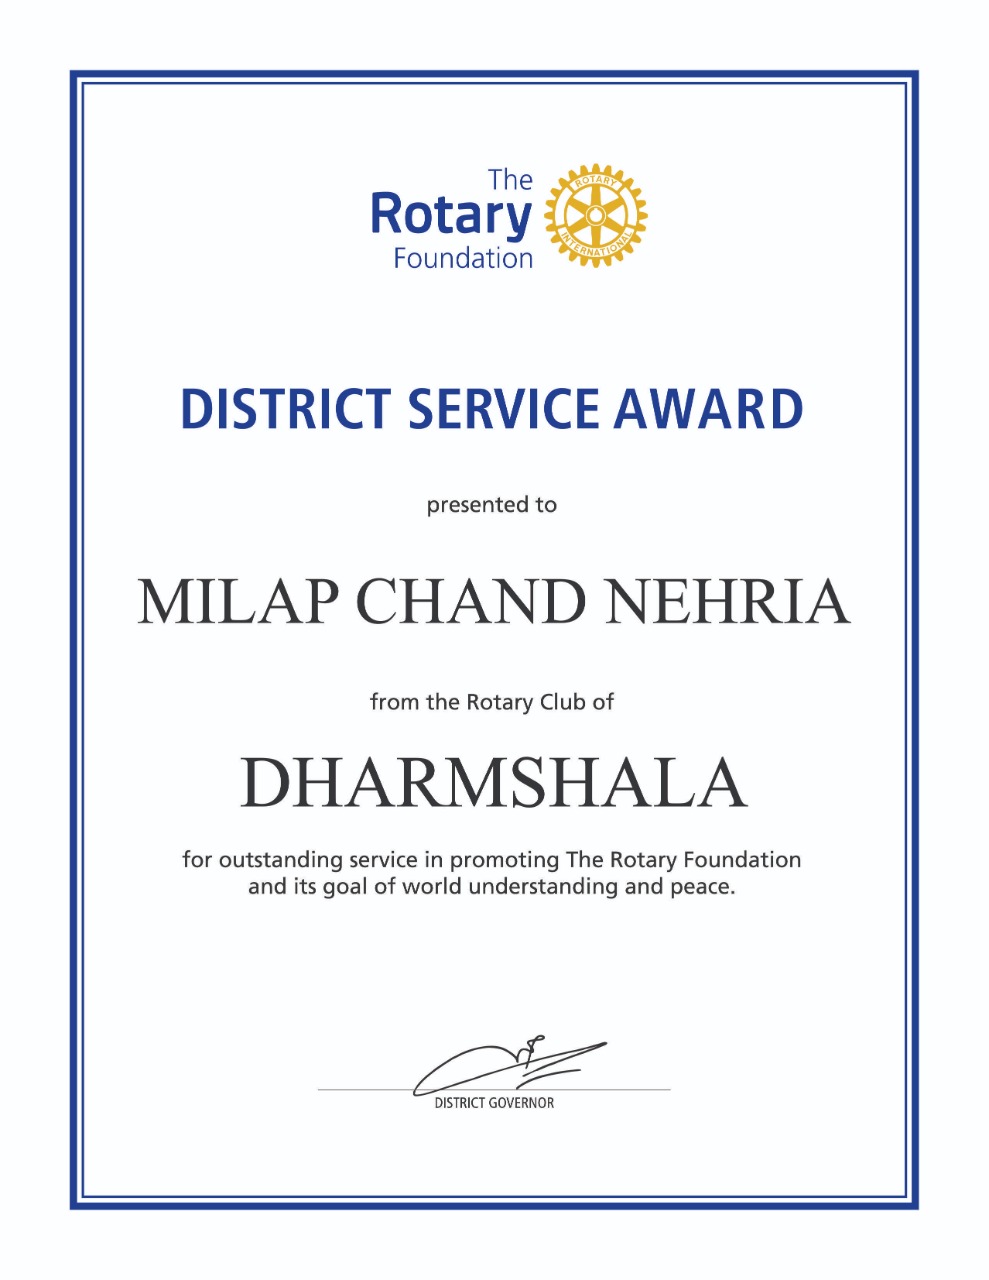 The
Rotary
Foundation
ROTARY
INTERNATIONAL
DISTRICT SERVICE AWARD
presented to
MILAP CHAND NEHRIA
from the Rotary Club of
DHARMSHALA
for outstanding service in promoting The Rotary Foundation
and its goal of world understanding and peace.
DISTRICT GOVERNOR